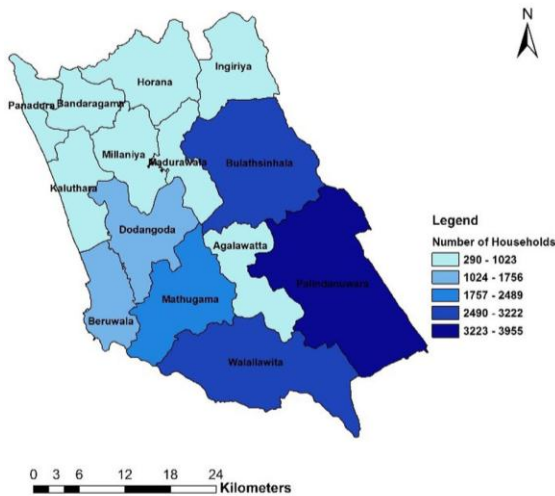 N
Ingiriya
Horana
Panadura Bandaragama
Millaniya
Madurawala
Bulathsinhala
Kaluthara
Dodangoda
Agalawatta
Legend
Number of Households
290 - 1023
1024 - 1756
1757 - 2489
2490 - 3222
3223 - 3955
Palindanuwara
Mathugama
Beruwala
Walallawita
0 3 6 12 18 24
Kilometers